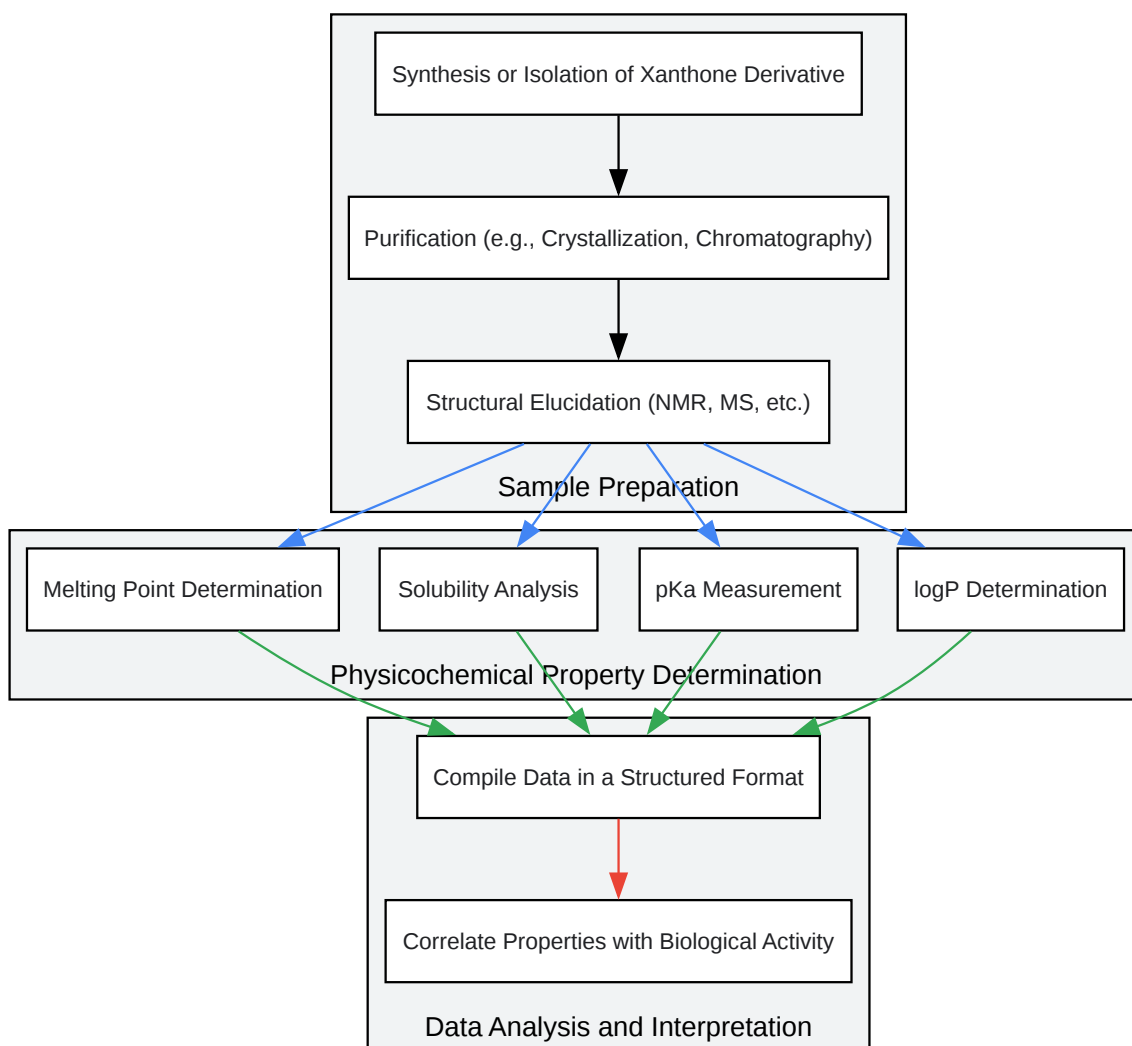 Synthesis or Isolation of Xanthone Derivative
Purification (e.g., Crystallization, Chromatography)
Structural Elucidation (NMR, MS, etc.)
Sample Preparation
Melting Point Determination
Solubility Analysis
pKa Measurement
logP Determination
Physicochemical Property Determination
Compile Data in a Structured Format
Correlate Properties with Biological Activity
Data Analysis and Interpretation